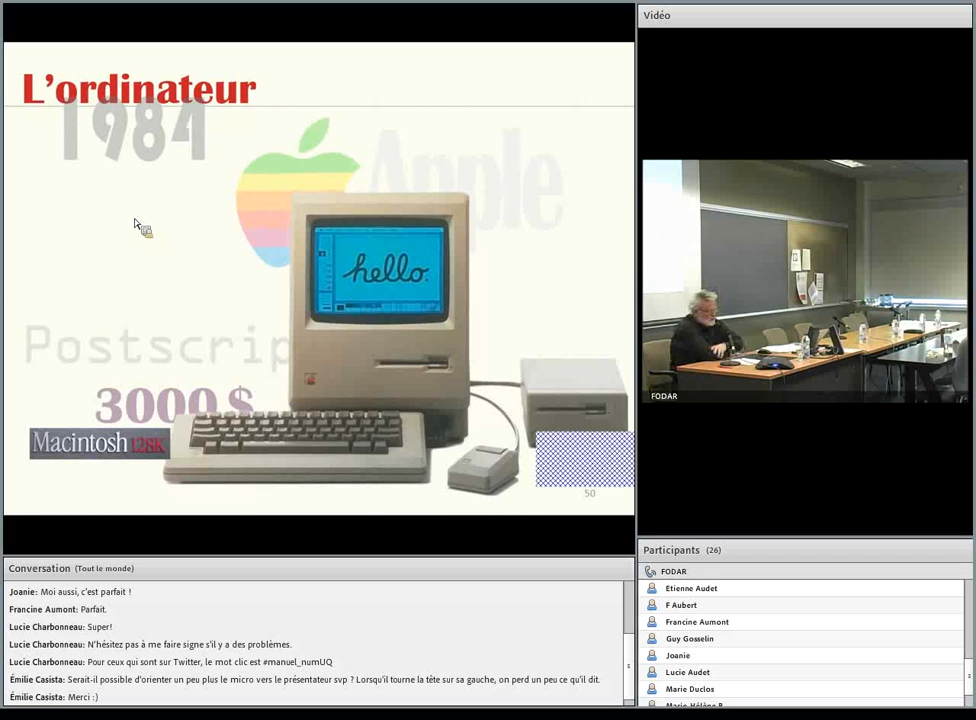 L'ordinateur
1984
Apple
hello.
Postscrip
3000 $
Macintosh 128K
50
Vidéo
FODAR
Conversation (Tout le monde)
Joanie: Moi aussi, c'est parfait !
Francine Aumont: Parfait.
Lucie Charbonneau: Super!
Lucie Charbonneau: N'hésitez pas à me faire signe s'il y a des problèmes.
Lucie Charbonneau: Pour ceux qui sont sur Twitter, le mot clic est #manuel_numUQ
Émilie Casista: Serait-il possible d'orienter un peu plus le micro vers le présentateur svp ? Lorsqu'il tourne la tête sur sa gauche, on perd un peu ce qu'il dit.
Émilie Casista: Merci :)
Participants (26)
FODAR
Etienne Audet
F Aubert
Francine Aumont
Guy Gosselin
Joanie
Lucie Audet
Marie Duclos